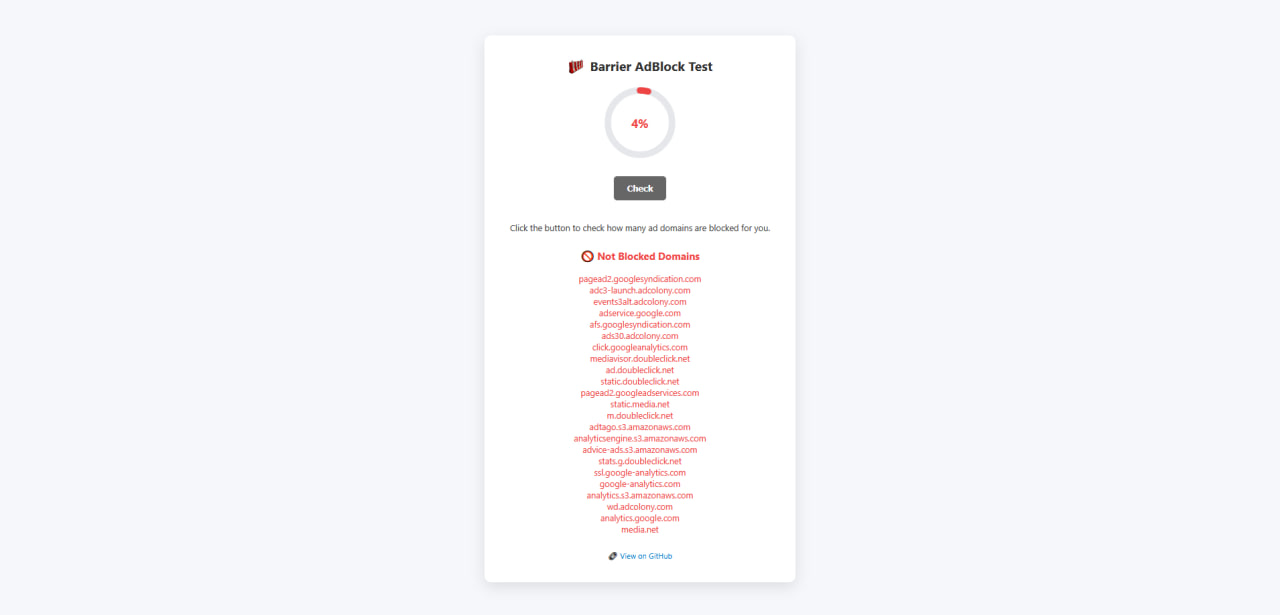 Barrier AdBlock Test
4%
Check
Click the button to check how many ad domains are blocked for you.
Not Blocked Domains
pagead2.googlesyndication.com
adc3-launch.adcolony.com
events3alt.adcolony.com
adservice.google.com
afs.googlesyndication.com
ads30.adcolony.com
click.googleanalytics.com
mediavisor.doubleclick.net
ad.doubleclick.net
static.doubleclick.net
pagead2.googleadservices.com
static.media.net
m.doubleclick.net
adtago.s3.amazonaws.com
analyticsengine.s3.amazonaws.com
advice-ads.s3.amazonaws.com
stats.g.doubleclick.net
ssl.google-analytics.com
google-analytics.com
analytics.s3.amazonaws.com
wd.adcolony.com
analytics.google.com
media.net
View on GitHub